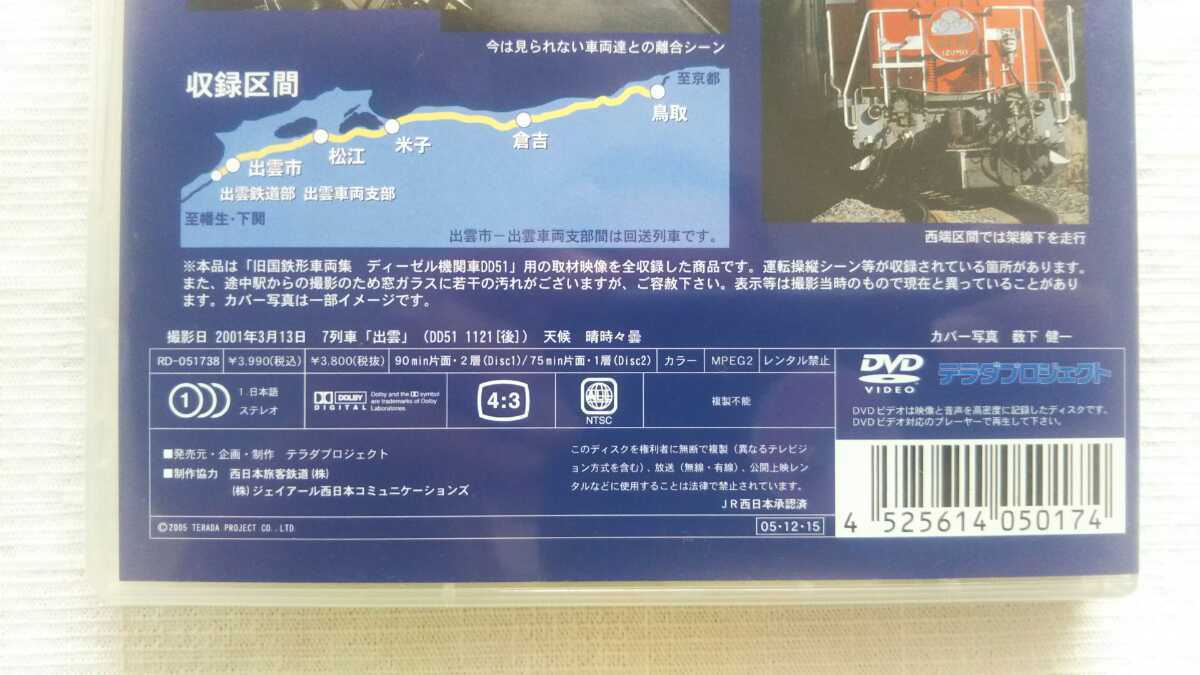 今は見られない車両達との離合シーン
IZUMO
収録区間
至京都
鳥取
倉吉
米子
松江
出雲市
出雲鉄道部 出雲車両支部
至幡生・下関
出雲市－出雲車両支部間は回送列車です。
西端区間では架線下を走行
※本品は「旧国鉄形車両集 ディーゼル機関車DD51」用の取材映像を全収録した商品です。運転操縦シーン等が収録されている箇所があります。
また、途中駅からの撮影のため窓ガラスに若干の汚れがございますが、ご容赦下さい。表示等は撮影当時のもので現在と異っていることがあり
ます。カバー写真は一部イメージです。
撮影日 2001年3月13日 7列車「出雲」（DD51 1121[後]） 天候 晴時々曇
カバー写真 薮下 健一
RD-051738 ￥3.990(税込) ￥3.800(税抜) 90min片面・2層(Disc1)/75min片面・1層(Disc2) カラー MPEG2 レンタル禁止
1 1.日本語
ステレオ
DOLBY
DIGITAL
Dolby and the DD symbol
are trademarks of Dolby
Laboratories.
4:3
ALL
NTSC
複製不能
DVD
VIDEO
テラダプロジェクト
DVDビデオは映像と音声を高密度に記録したディスクです。
DVDビデオ対応のプレーヤーで再生して下さい。
■発売元・企画・制作 テラダプロジェクト
■制作協力 西日本旅客鉄道(株)
(株)ジェイアール西日本コミュニケーションズ
このディスクを権利者に無断で複製（異なるテレビジ
ョン方式を含む）、放送（無線・有線）、公開上映レン
タルなどに使用することは法律で禁止されています。
JR西日本承認済
©2005 TERADA PROJECT CO., LTD
05・12・15
4 525614 050174